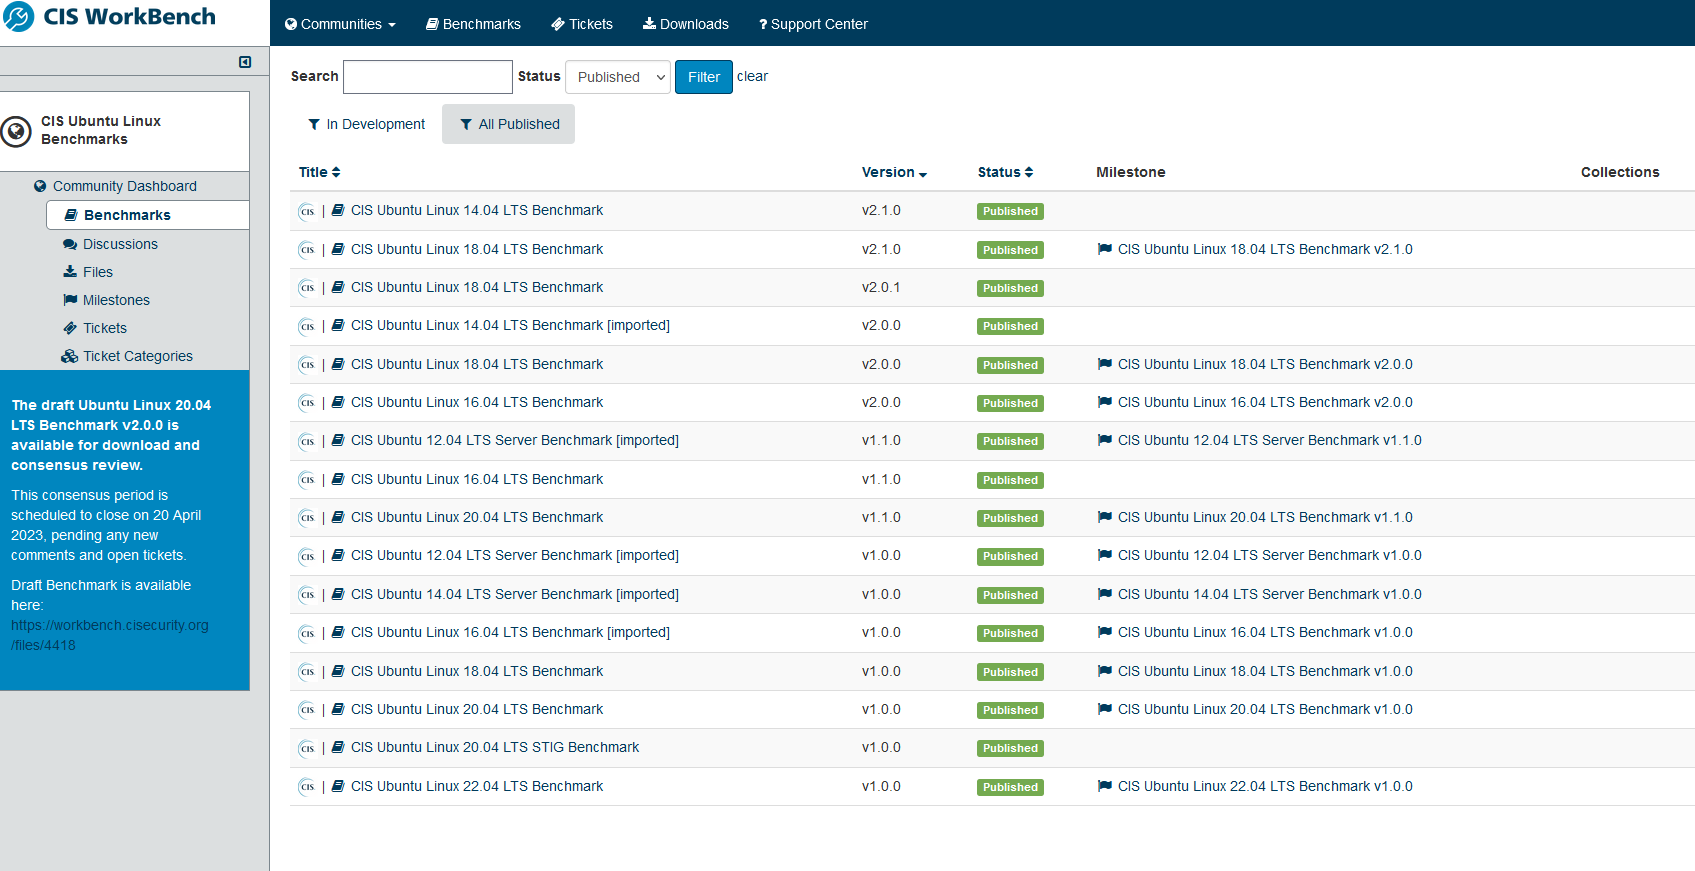 CIS WorkBench
Communities
Benchmarks
Tickets
Downloads
? Support Center
CIS Ubuntu Linux
Benchmarks
Community Dashboard
Benchmarks
Discussions
Files
Milestones
Tickets
Ticket Categories
The draft Ubuntu Linux 20.04
LTS Benchmark v2.0.0 is
available for download and
consensus review.
This consensus period is
scheduled to close on 20 April
2023, pending any new
comments and open tickets.
Draft Benchmark is available
here:
https://workbench.cisecurity.org
/files/4418
Search Status Published Filter clear
In Development All Published
Title Version Status Milestone Collections
CIS | CIS Ubuntu Linux 14.04 LTS Benchmark v2.1.0 Published
CIS | CIS Ubuntu Linux 18.04 LTS Benchmark v2.1.0 Published CIS Ubuntu Linux 18.04 LTS Benchmark v2.1.0
CIS | CIS Ubuntu Linux 18.04 LTS Benchmark v2.0.1 Published
CIS | CIS Ubuntu Linux 14.04 LTS Benchmark [imported] v2.0.0 Published
CIS | CIS Ubuntu Linux 18.04 LTS Benchmark v2.0.0 Published CIS Ubuntu Linux 18.04 LTS Benchmark v2.0.0
CIS | CIS Ubuntu Linux 16.04 LTS Benchmark v2.0.0 Published CIS Ubuntu Linux 16.04 LTS Benchmark v2.0.0
CIS | CIS Ubuntu 12.04 LTS Server Benchmark [imported] v1.1.0 Published CIS Ubuntu 12.04 LTS Server Benchmark v1.1.0
CIS | CIS Ubuntu Linux 16.04 LTS Benchmark v1.1.0 Published
CIS | CIS Ubuntu Linux 20.04 LTS Benchmark v1.1.0 Published CIS Ubuntu Linux 20.04 LTS Benchmark v1.1.0
CIS | CIS Ubuntu 12.04 LTS Server Benchmark [imported] v1.0.0 Published CIS Ubuntu 12.04 LTS Server Benchmark v1.0.0
CIS | CIS Ubuntu 14.04 LTS Server Benchmark [imported] v1.0.0 Published CIS Ubuntu 14.04 LTS Server Benchmark v1.0.0
CIS | CIS Ubuntu Linux 16.04 LTS Benchmark [imported] v1.0.0 Published CIS Ubuntu Linux 16.04 LTS Benchmark v1.0.0
CIS | CIS Ubuntu Linux 18.04 LTS Benchmark v1.0.0 Published CIS Ubuntu Linux 18.04 LTS Benchmark v1.0.0
CIS | CIS Ubuntu Linux 20.04 LTS Benchmark v1.0.0 Published CIS Ubuntu Linux 20.04 LTS Benchmark v1.0.0
CIS | CIS Ubuntu Linux 20.04 LTS STIG Benchmark v1.0.0 Published
CIS | CIS Ubuntu Linux 22.04 LTS Benchmark v1.0.0 Published CIS Ubuntu Linux 22.04 LTS Benchmark v1.0.0